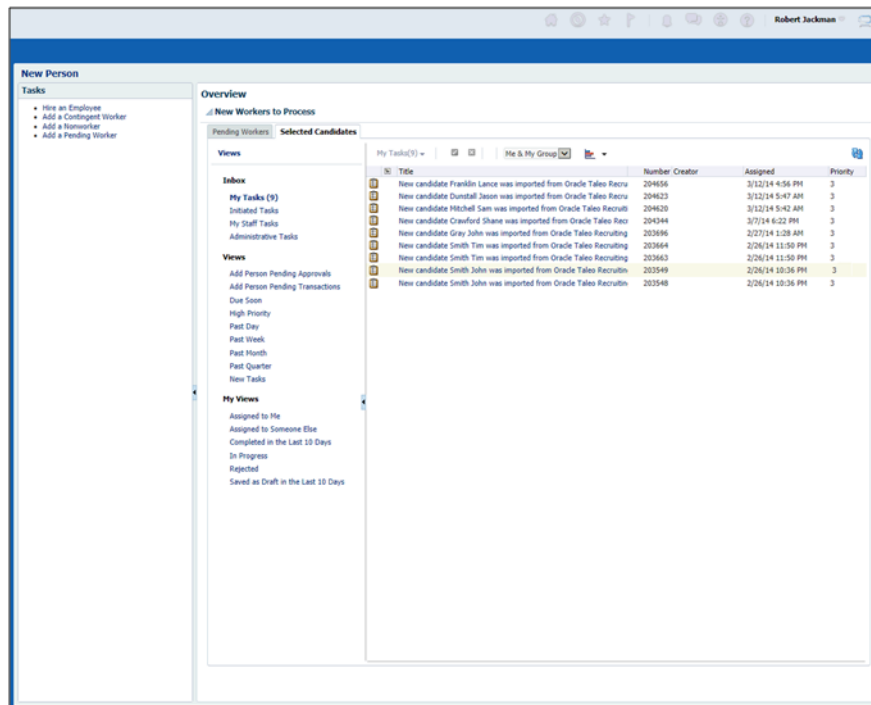 Robert Jackman
New Person
Tasks
Hire an Employee
Add a Contingent Worker
Add a Nonworker
Add a Pending Worker
Overview
New Workers to Process
Pending Workers Selected Candidates
Views
Inbox
My Tasks (9)
Initiated Tasks
My Staff Tasks
Administrative Tasks
Views
Add Person Pending Approvals
Add Person Pending Transactions
Due Soon
High Priority
Past Day
Past Week
Past Month
Past Quarter
New Tasks
My Views
Assigned to Me
Assigned to Someone Else
Completed in the Last 10 Days
In Progress
Rejected
Saved as Draft in the Last 10 Days
My Tasks(9) Me & My Group
Title Number Creator Assigned Priority
New candidate Franklin Lance was imported from Oracle Taleo Recru 204656 3/12/14 4:56 PM 3
New candidate Dunstall Jason was imported from Oracle Taleo Recru 204623 3/12/14 5:47 AM 3
New candidate Mitchell Sam was imported from Oracle Taleo Recruiti 204620 3/12/14 5:42 AM 3
New candidate Crawford Shane was imported from Oracle Taleo Recr 204344 3/7/14 6:22 PM 3
New candidate Gray John was imported from Oracle Taleo Recruiting 203696 2/27/14 1:28 AM 3
New candidate Smith Tim was imported from Oracle Taleo Recruiting 203664 2/26/14 11:50 PM 3
New candidate Smith Tim was imported from Oracle Taleo Recruiting 203663 2/26/14 11:50 PM 3
New candidate Smith John was imported from Oracle Taleo Recruitin 203549 2/26/14 10:36 PM 3
New candidate Smith John was imported from Oracle Taleo Recruitin 203548 2/26/14 10:36 PM 3